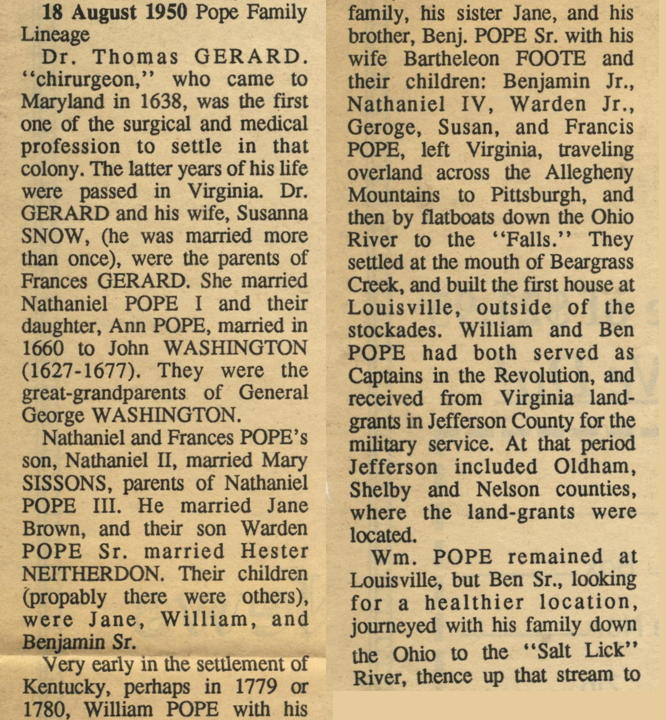 18 August 1950 Pope Family
Lineage
Dr. Thomas GERARD.
"chirurgeon," who came to
Maryland in 1638, was the first
one of the surgical and medical
profession to settle in that
colony. The latter years of his life
were passed in Virginia. Dr.
GERARD and his wife, Susanna
SNOW, (he was married more
than once), were the parents of
Frances GERARD. She married
Nathaniel POPE I and their
daughter, Ann POPE, married in
1660 to John WASHINGTON
(1627-1677). They were the
great-grandparents of General
George WASHINGTON.
Nathaniel and Frances POPE's
son, Nathaniel II, married Mary
SISSONS, parents of Nathaniel
POPE III. He married Jane
Brown, and their son Warden
POPE Sr. married Hester
NEITHERDON. Their children
(propably there were others),
were Jane, William, and
Benjamin Sr.
Very early in the settlement of
Kentucky, perhaps in 1779 or
1780, William POPE with his
family, his sister Jane, and his
brother, Benj. POPE Sr. with his
wife Bartheleon FOOTE and
their children: Benjamin Jr.,
Nathaniel IV, Warden Jr.,
Geroge, Susan, and Francis
POPE, left Virginia, traveling
overland across the Allegheny
Mountains to Pittsburgh, and
then by flatboats down the Ohio
River to the "Falls." They
settled at the mouth of Beargrass
Creek, and built the first house at
Louisville, outside of the
stockades. William and Ben
POPE had both served as
Captains in the Revolution, and
received from Virginia land-
grants in Jefferson County for the
military service. At that period
Jefferson included Oldham,
Shelby and Nelson counties,
where the land-grants were
located.
Wm. POPE remained at
Louisville, but Ben Sr., looking
for a healthier location,
journeyed with his family down
the Ohio to the "Salt Lick"
River, thence up that stream to